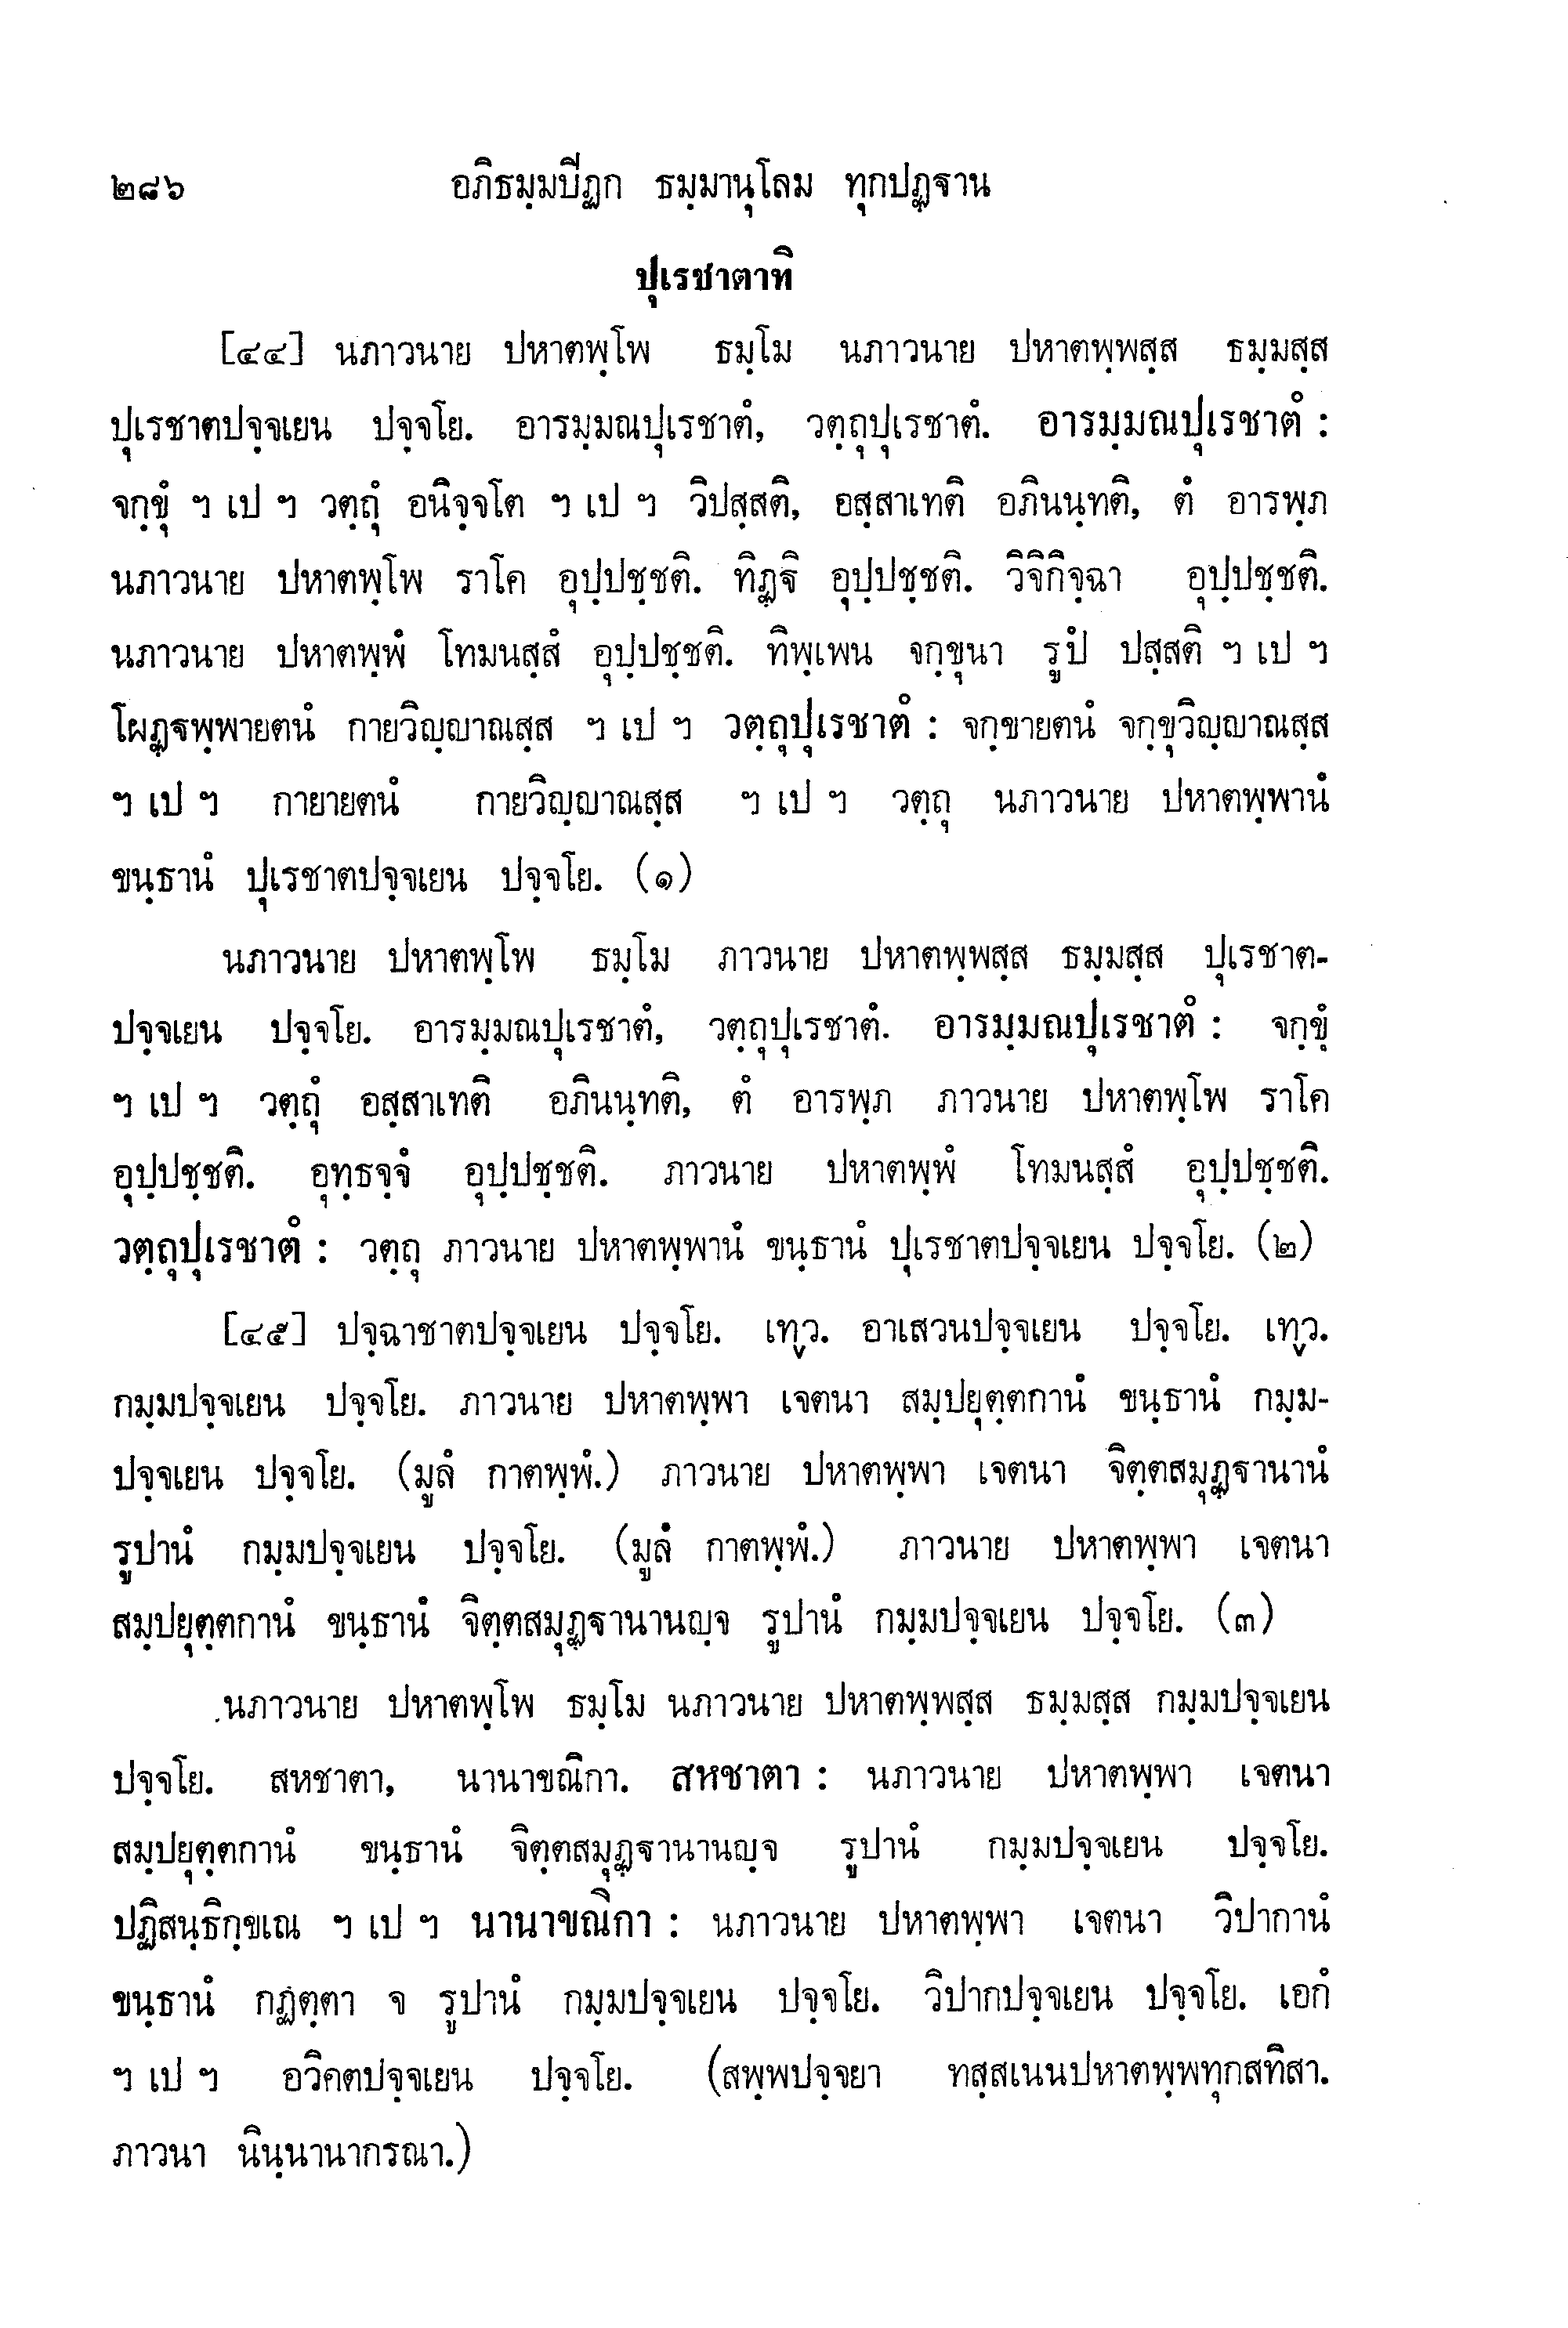 ๒๘๖ อภิธมฺมปีฏก ธมฺมานุโลม ทุกปฏฺฐาน
ปุเรชาตาทิ
[๔๔] นภาวนาย ปหาตพฺโพ ธมฺโม นภาวนาย ปหาตพฺพสฺส ธมฺมสฺส
ปุเรชาตปจฺจเยน ปจฺจโย. อารมฺมณปุเรชาตํ, วตฺถุปุเรชาตํ. อารมฺมณปุเรชาตํ :
จกฺขุํ ฯ เป ฯ วตฺถุํ อนิจฺจโต ฯ เป ฯ วิปสฺสติ, อสฺสาเทติ อภินนฺทติ, ตํ อารพฺภ
นภาวนาย ปหาตพฺโพ ราโค อุปฺปชฺชติ. ทิฏฺฐิ อุปฺปชฺชติ. วิจิกิจฺฉา อุปฺปชฺชติ.
นภาวนาย ปหาตพฺพํ โทมนสฺสํ อุปฺปชฺชติ. ทิพฺเพน จกฺขุนา รูปํ ปสฺสติ ฯ เป ฯ
โผฏฺฐพฺพายตนํ กายวิญฺญาณสฺส ฯ เป ฯ วตฺถุปุเรชาตํ : จกฺขายตนํ จกฺขุวิญฺญาณสฺส
ฯ เป ฯ กายายตนํ กายวิญฺญาณสฺส ฯ เป ฯ วตฺถุ นภาวนาย ปหาตพฺพานํ
ขนฺธานํ ปุเรชาตปจฺจเยน ปจฺจโย. (๑)
นภาวนาย ปหาตพฺโพ ธมฺโม ภาวนาย ปหาตพฺพสฺส ธมฺมสฺส ปุเรชาต-
ปจฺจเยน ปจฺจโย. อารมฺมณปุเรชาตํ, วตฺถุปุเรชาตํ. อารมฺมณปุเรชาตํ : จกฺขุํ
ฯ เป ฯ วตฺถุํ อสฺสาเทติ อภินนฺทติ, ตํ อารพฺภ ภาวนาย ปหาตพฺโพ ราโค
อุปฺปชฺชติ. อุทฺธจฺจํ อุปฺปชฺชติ. ภาวนาย ปหาตพฺพํ โทมนสฺสํ อุปฺปชฺชติ.
วตฺถุปุเรชาตํ : วตฺถุ ภาวนาย ปหาตพฺพานํ ขนฺธานํ ปุเรชาตปจฺจเยน ปจฺจโย. (๒)
[๔๕] ปจฺฉาชาตปจฺจเยน ปจฺจโย. เทฺว. อาเสวนปจฺจเยน ปจฺจโย. เทฺว.
กมฺมปจฺจเยน ปจฺจโย. ภาวนาย ปหาตพฺพา เจตนา สมฺปยุตฺตกานํ ขนฺธานํ กมฺม-
ปจฺจเยน ปจฺจโย. (มูลํ กาตพฺพํ.) ภาวนาย ปหาตพฺพา เจตนา จิตฺตสมุฏฺฐานานํ
รูปานํ กมฺมปจฺจเยน ปจฺจโย. (มูลํ กาตพฺพํ.) ภาวนาย ปหาตพฺพา เจตนา
สมฺปยุตฺตกานํ ขนฺธานํ จิตฺตสมุฏฺฐานานญฺจ รูปานํ กมฺมปจฺจเยน ปจฺจโย. (๓)
นภาวนาย ปหาตพฺโพ ธมฺโม นภาวนาย ปหาตพฺพสฺส ธมฺมสฺส กมฺมปจฺจเยน
ปจฺจโย. สหชาตา, นานาขณิกา. สหชาตา : นภาวนาย ปหาตพฺพา เจตนา
สมฺปยุตฺตกานํ ขนฺธานํ จิตฺตสมุฏฺฐานานญฺจ รูปานํ กมฺมปจฺจเยน ปจฺจโย.
ปฏิสนฺธิกฺขเณ ฯ เป ฯ นานาขณิกา : นภาวนาย ปหาตพฺพา เจตนา วิปากานํ
ขนฺธานํ กฏตฺตา จ รูปานํ กมฺมปจฺจเยน ปจฺจโย. วิปากปจฺจเยน ปจฺจโย. เอกํ
ฯ เป ฯ อวิคตปจฺจเยน ปจฺจโย. (สพฺพปจฺจยา ทสฺสเนนปหาตพฺพทุกสทิสา.
ภาวนา นินฺนานากรณา.)